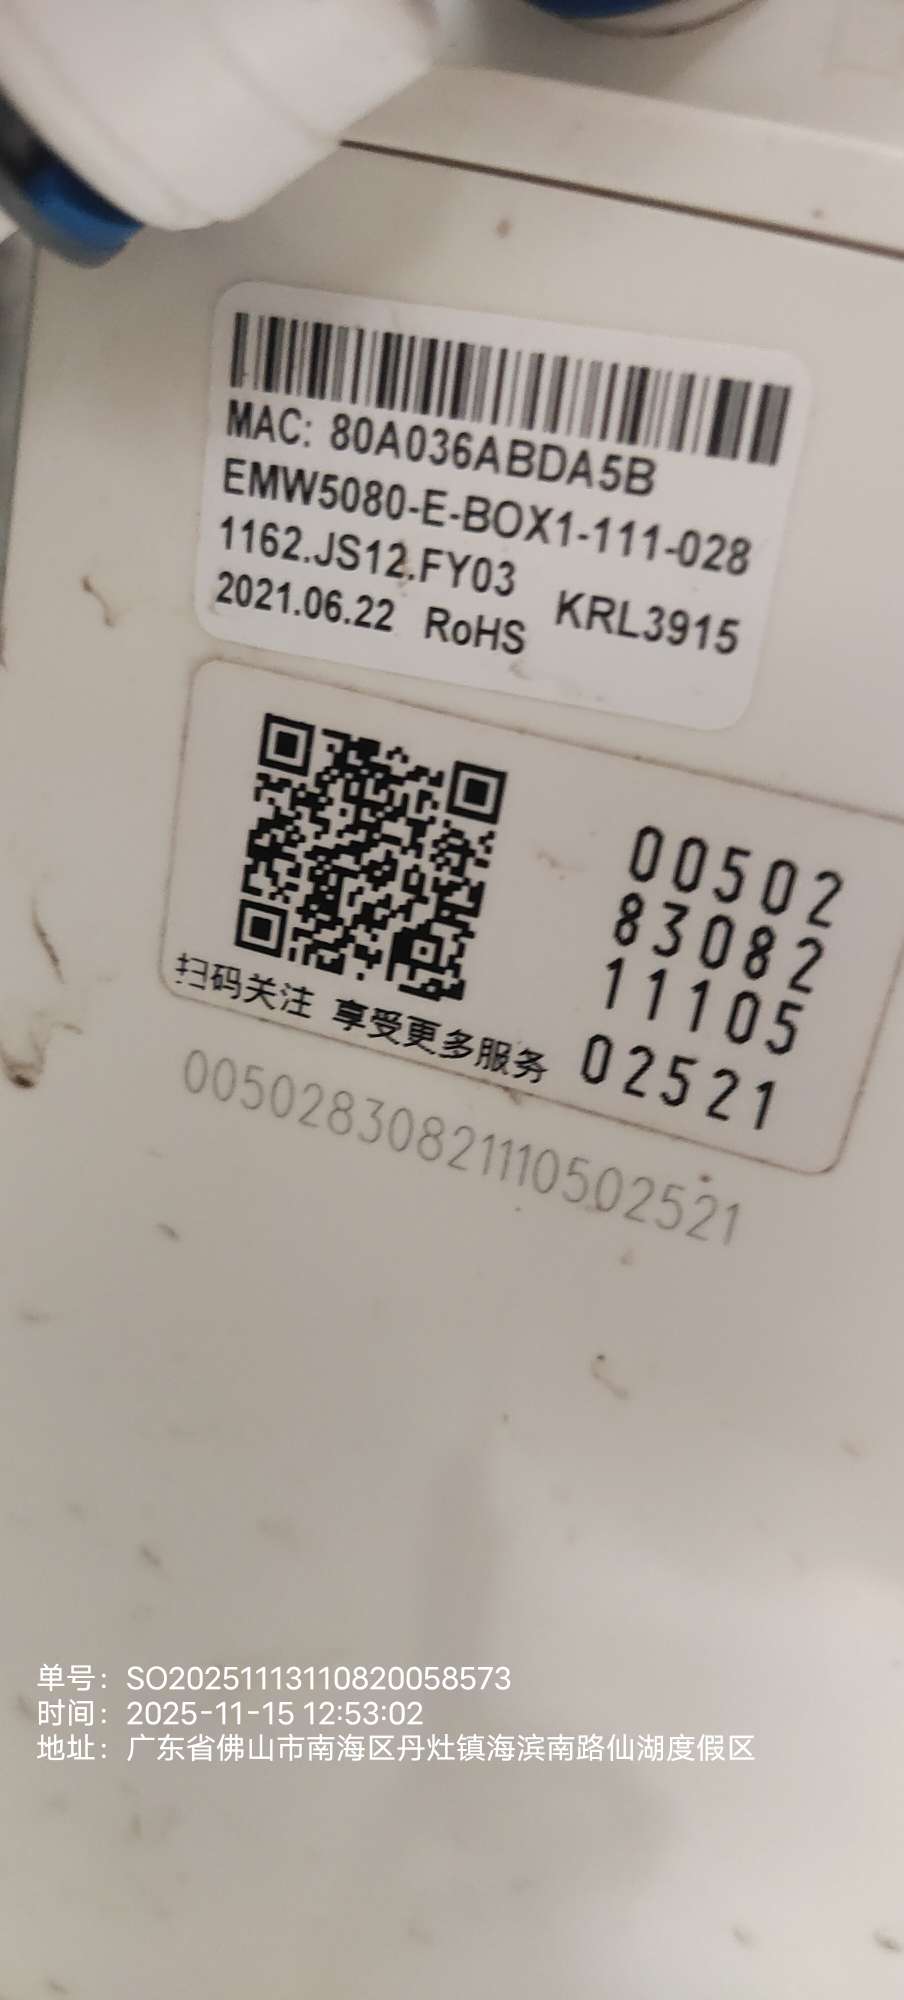 MAC: 80A036ABDA5B
EMW5080-E-BOX1-111-028
1162.JS12.FY03 KRL3915
2021.06.22 RoHS
00502
83082
11105
02521
扫码关注 享受更多服务
00502830821110502521
单号：SO20251113110820058573
时间：2025-11-15 12:53:02
地址：广东省佛山市南海区丹灶镇海滨南路仙湖度假区